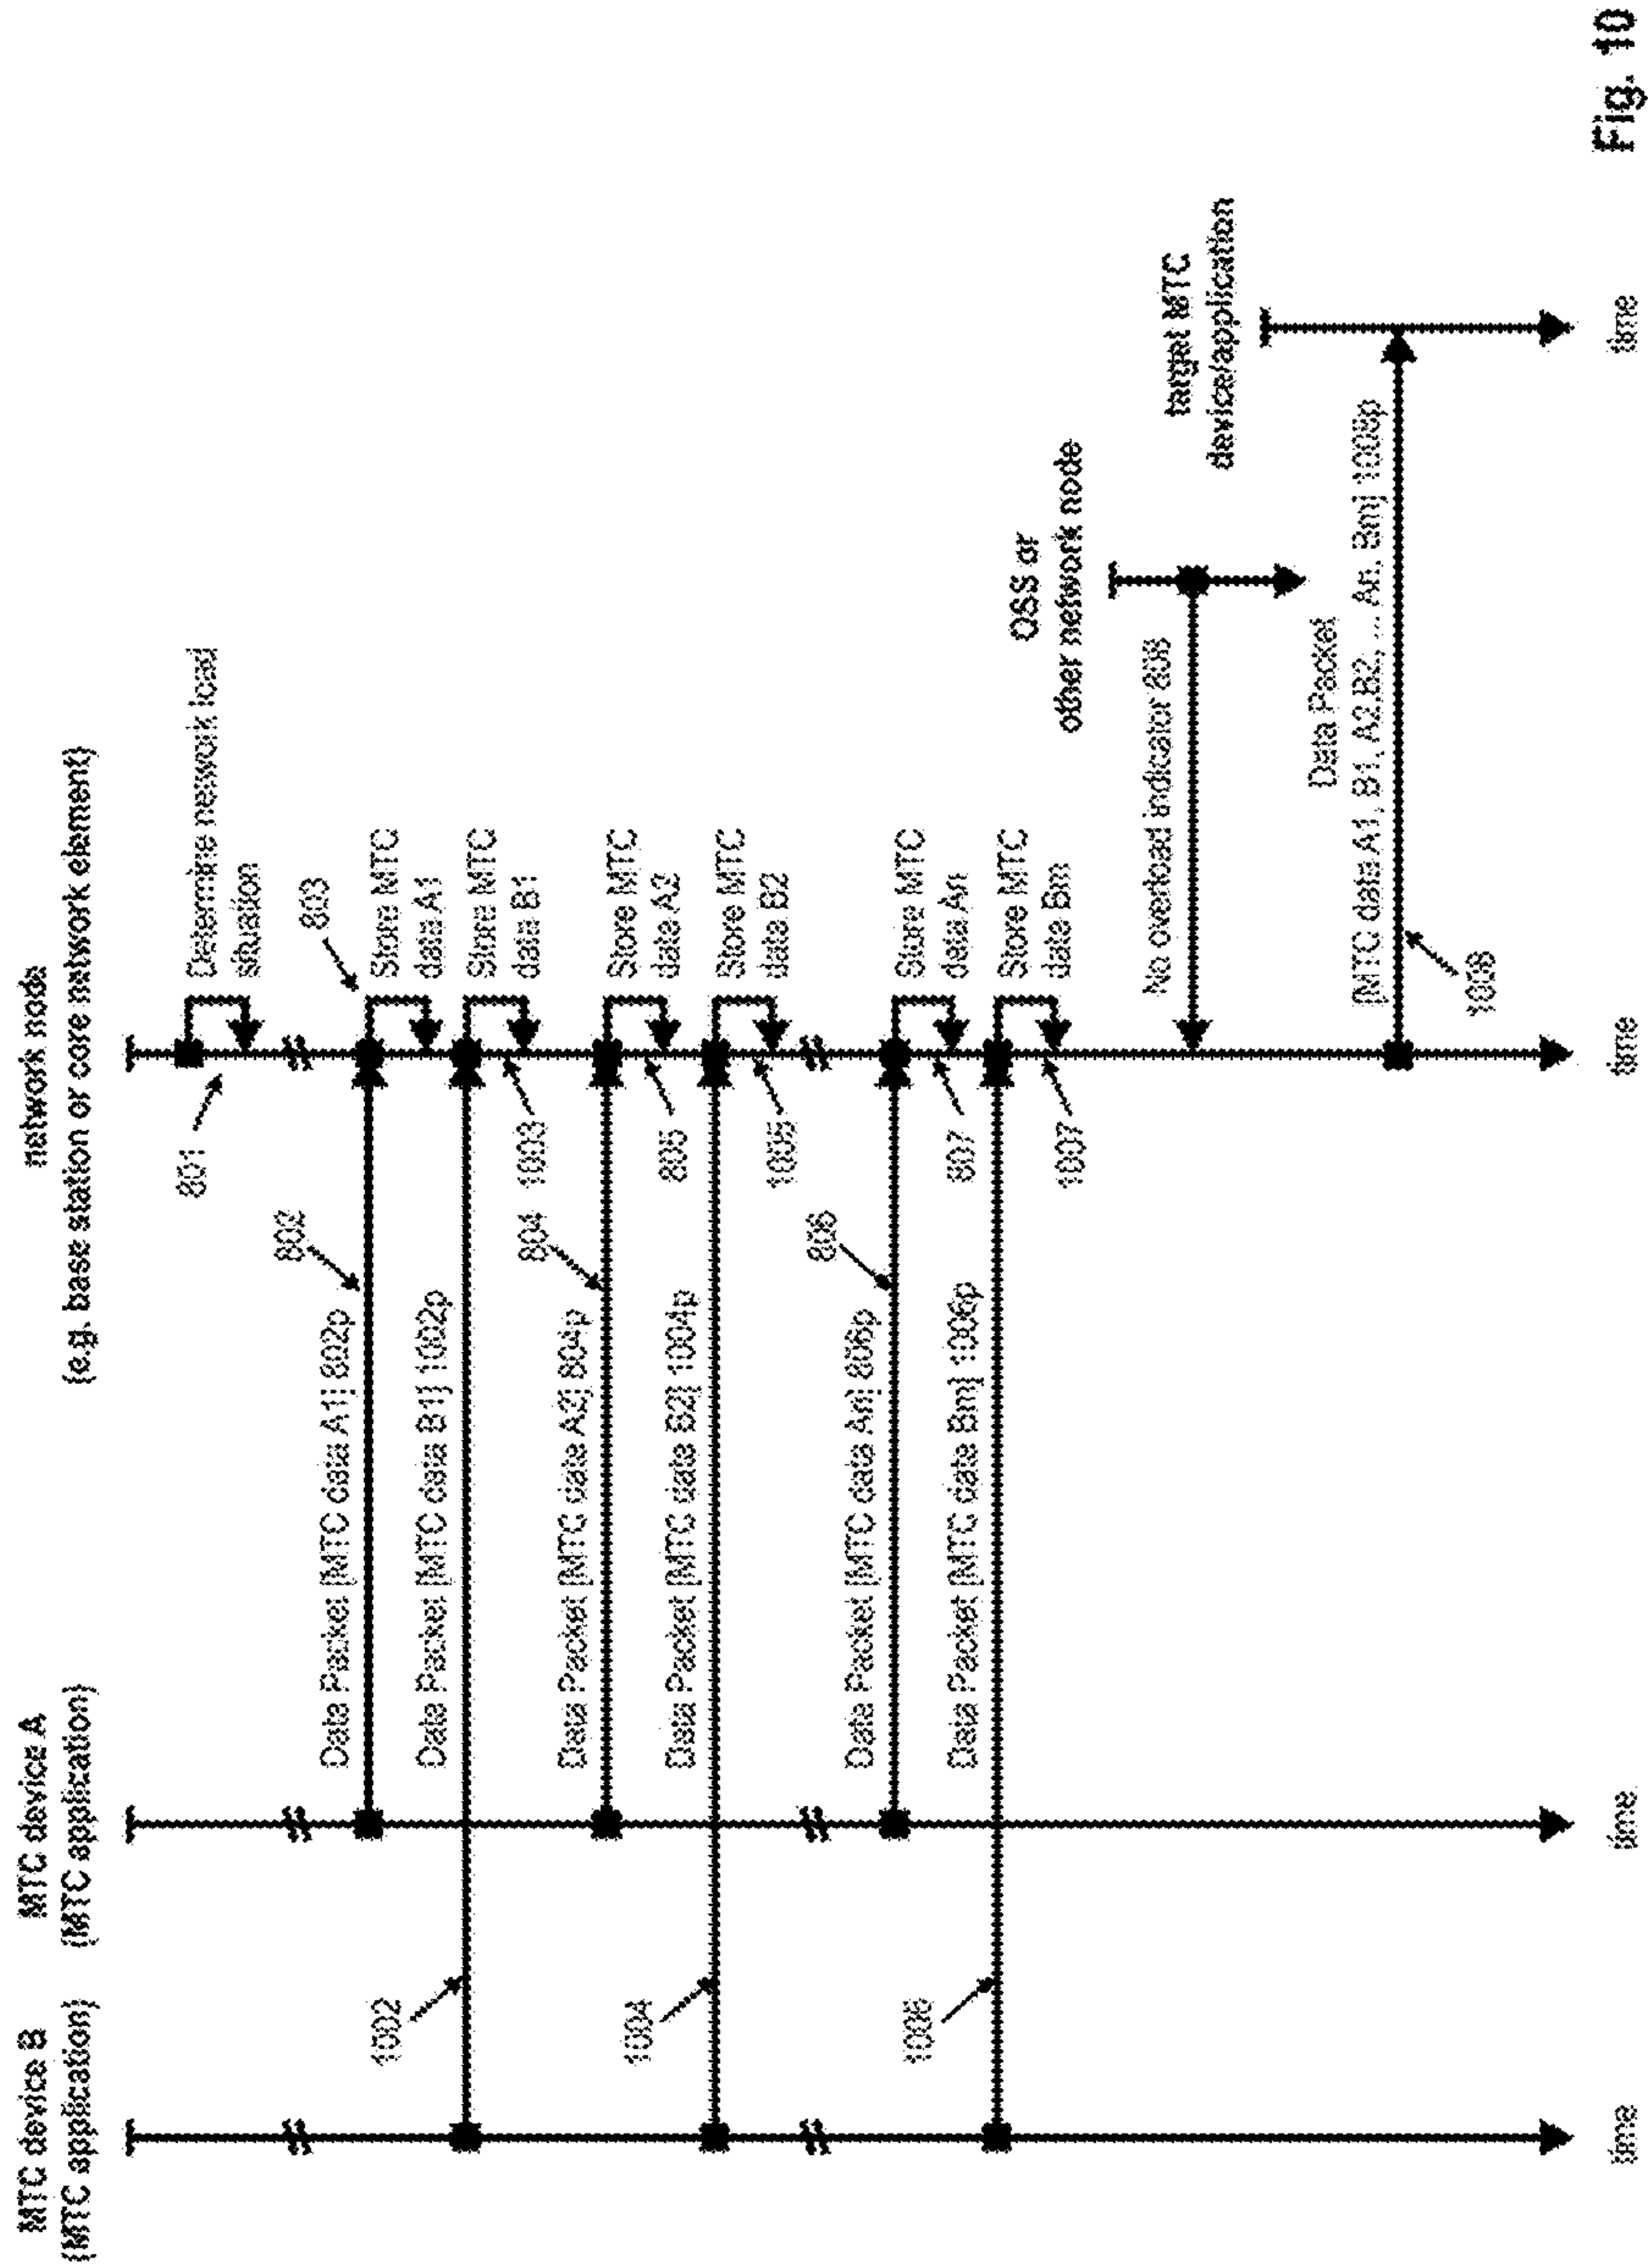 MTC device B
(MTC application)
MTC device A
(MTC application)
network node
(e.g. base station or core network element)
801
Determine network load
situation
802
Data Packet [MTC data A1] 802p
803
Store MTC
data A1
1002
Data Packet [MTC data B1] 1002p
1003
Store MTC
data B1
804
Data Packet [MTC data A2] 804p
805
Store MTC
data A2
1004
Data Packet [MTC data B2] 1004p
1005
Store MTC
data B2
806
Data Packet [MTC data An] 806p
807
Store MTC
data An
1006
Data Packet [MTC data Bm] 1006p
1007
Store MTC
data Bm
OSS or
other network node
No overload indicator 808
target MTC
device/application
Data Packet
[MTC data A1, B1, A2,B2, ... An, Bm] 1008p
1008
time
time
time
time
Fig. 10